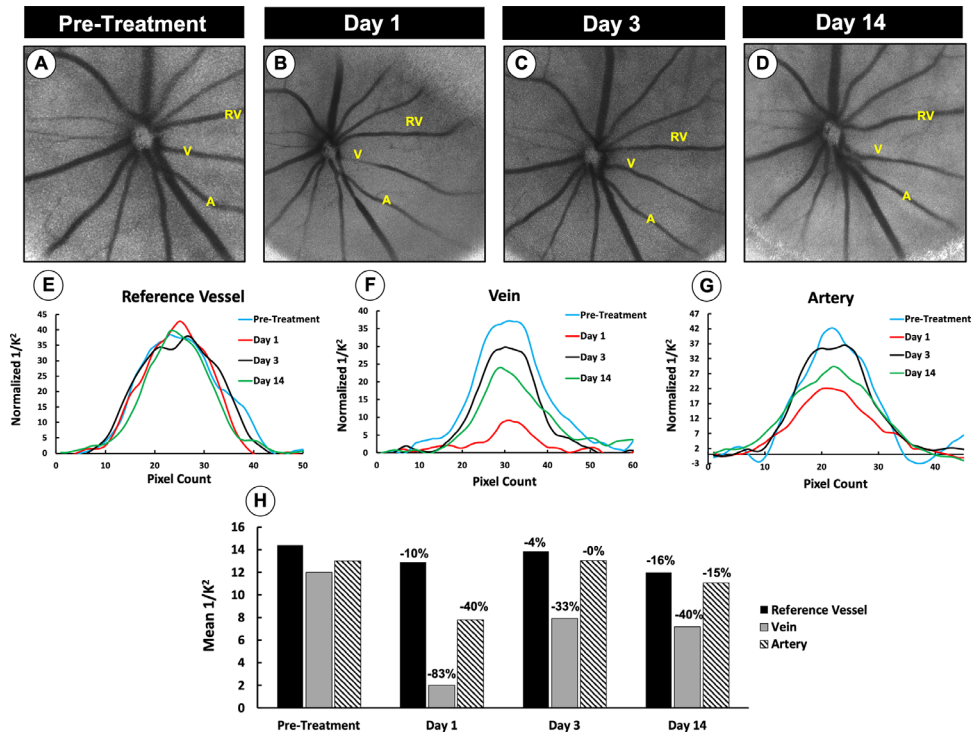 Pre-Treatment
Day 1
Day 3
Day 14
A
B
C
D
RV
V
A
RV
V
A
RV
V
A
RV
V
A
E
Reference Vessel
Normalized 1/K²
45
40
35
30
25
20
15
10
5
0
0 10 20 30 40 50
Pixel Count
Pre-Treatment
Day 1
Day 3
Day 14
F
Vein
Normalized 1/K²
40
35
30
25
20
15
10
5
0
0 10 20 30 40 50 60
Pixel Count
Pre-Treatment
Day 1
Day 3
Day 14
G
Artery
Normalized 1/K²
47
42
37
32
27
22
17
12
7
2
-3
0 10 20 30 40
Pixel Count
Pre-Treatment
Day 1
Day 3
Day 14
H
Mean 1/K²
16
14
12
10
8
6
4
2
0
-10%
-83%
-40%
-4%
-33%
-0%
-16%
-40%
-15%
Pre-Treatment Day 1 Day 3 Day 14
Reference Vessel
Vein
Artery